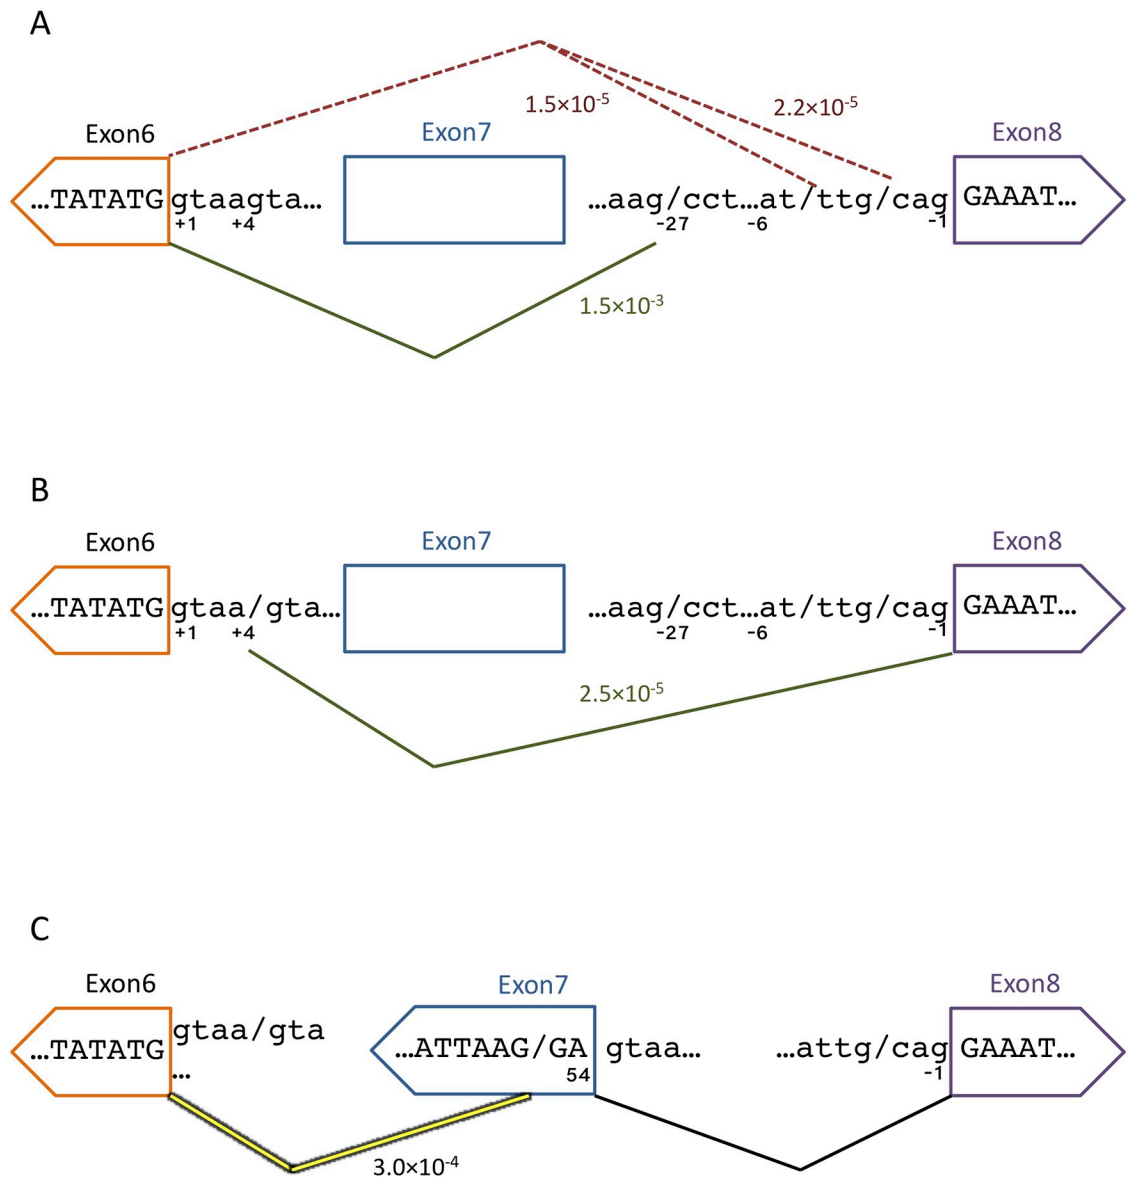 A
1.5×10-5
2.2×10-5
Exon6
Exon7
Exon8
...TATATG gtaagta... ...aag/cct...at/ttg/cag GAAAT...
+1 +4 -27 -6 -1
1.5×10-3
B
Exon6
Exon7
Exon8
...TATATG gtaa/gta... ...aag/cct...at/ttg/cag GAAAT...
+1 +4 -27 -6 -1
2.5×10-5
C
Exon6
Exon7
Exon8
gtaa/gta
...TATATG ...ATTAAG/GA gtaa... ...attg/cag GAAAT...
... 54 -1
3.0×10-4